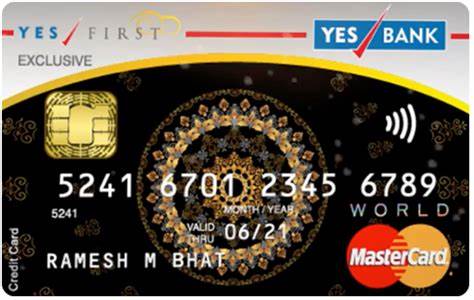 YES FIRST
YES BANK
EXCLUSIVE
5241 6701 2345 6789
5241
MONTH / YEAR
WORLD
VALID THRU 06/21
RAMESH M BHAT
MasterCard
Credit Card